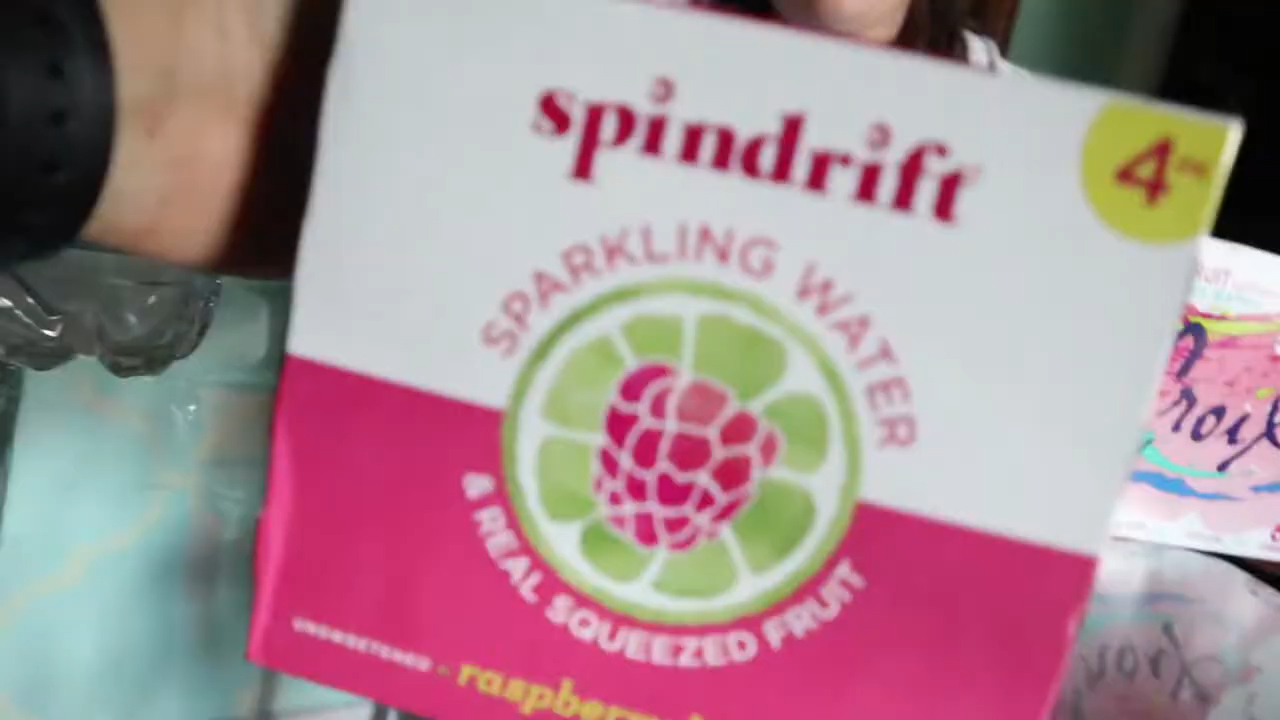 spindrift
4
SPARKLING WATER
& REAL SQUEEZED FRUIT
UNSWEETENED •